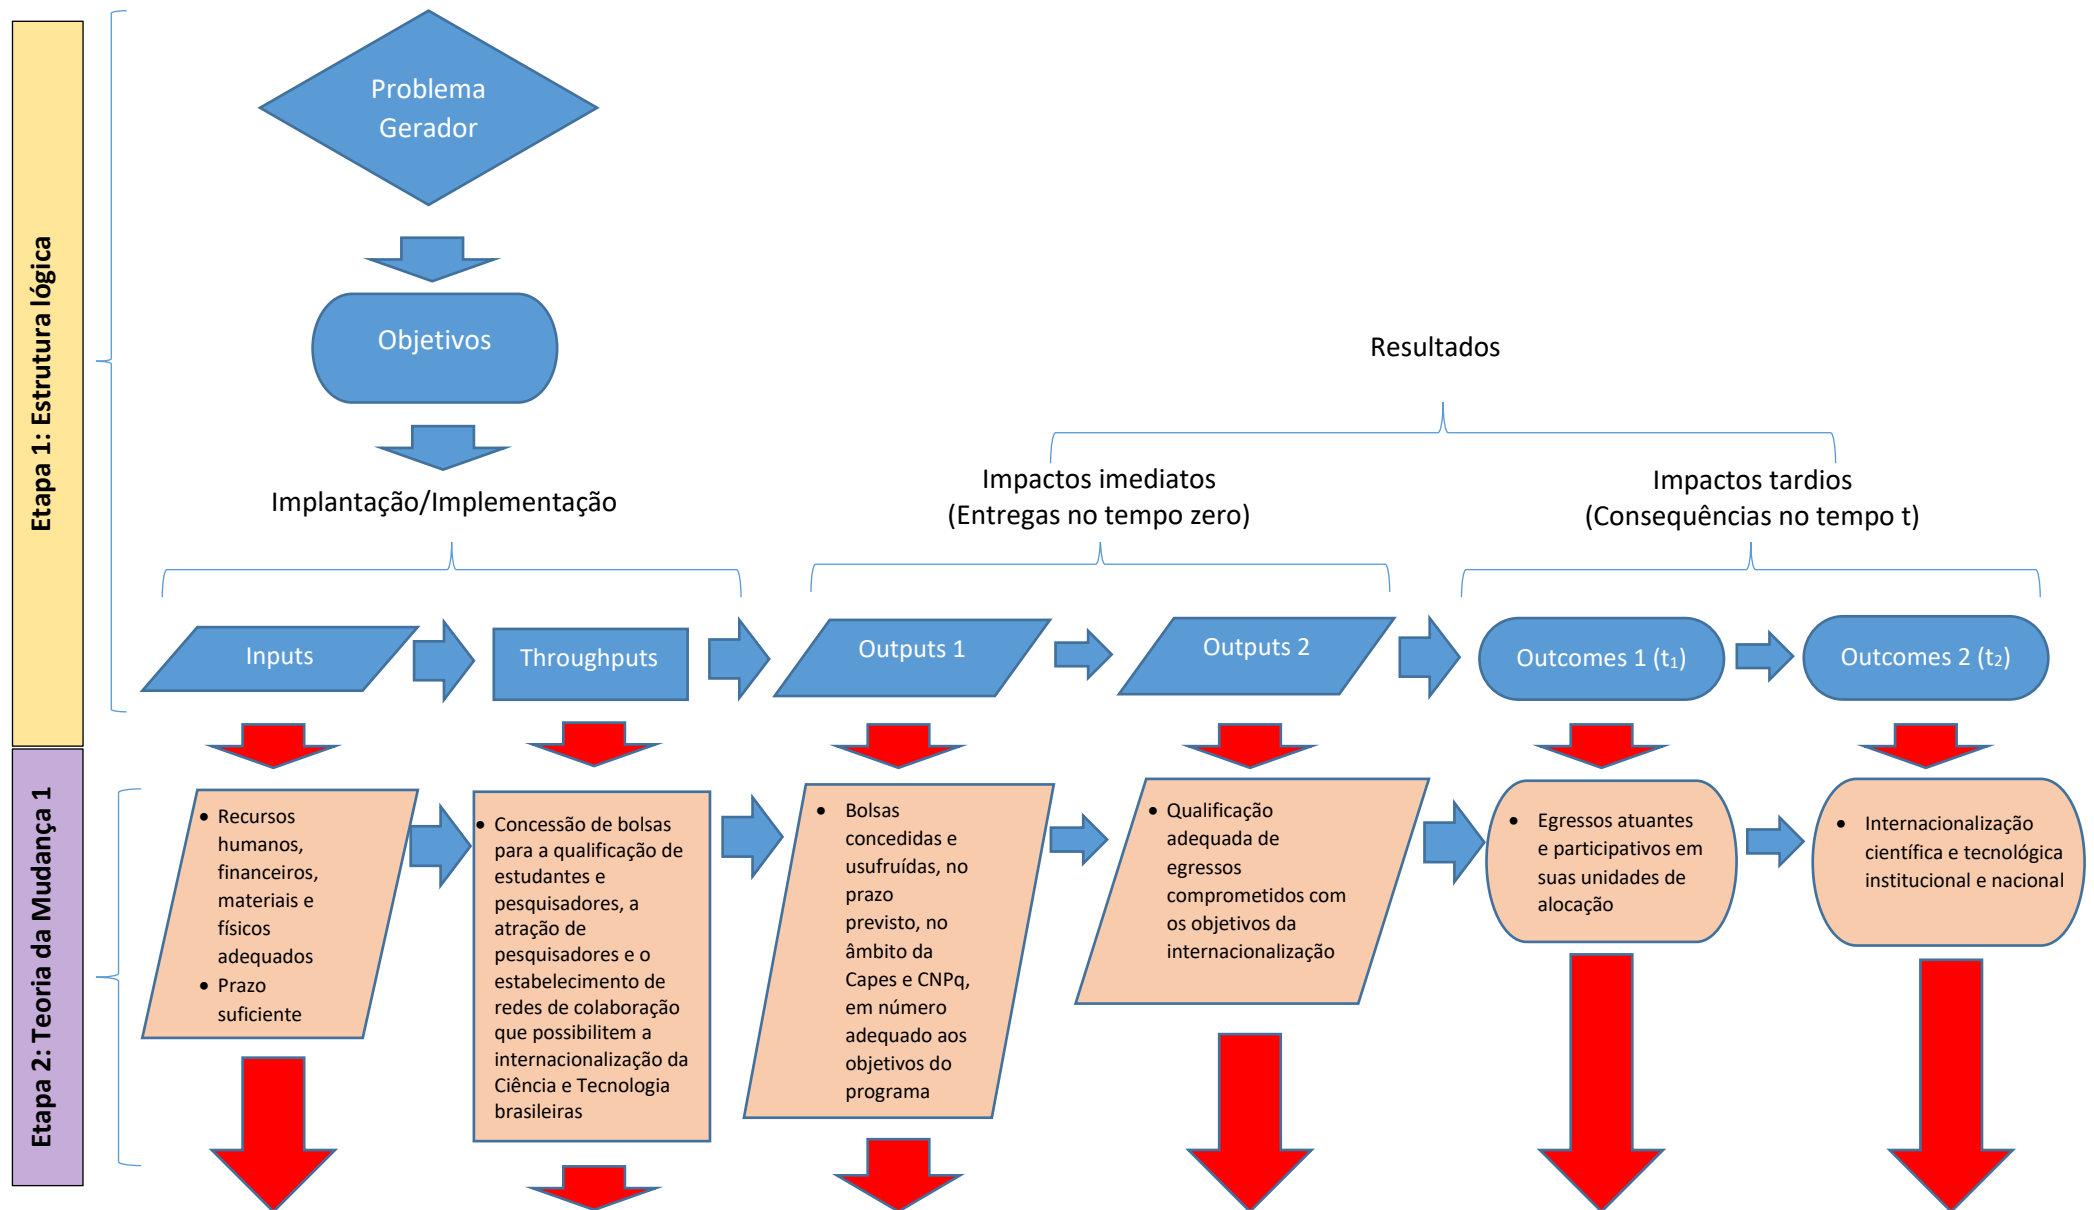 Etapa 1: Estrutura lógica
Problema
Gerador
Objetivos
Resultados
Implantação/Implementação
Impactos imediatos
(Entregas no tempo zero)
Impactos tardios
(Consequências no tempo t)
Inputs
Throughputs
Outputs 1
Outputs 2
Outcomes 1 (t₁)
Outcomes 2 (t₂)
Etapa 2: Teoria da Mudança 1
• Recursos
humanos,
financeiros,
materiais e
físicos
adequados
• Prazo
suficiente
• Concessão de bolsas
para a qualificação de
estudantes e
pesquisadores, a
atração de
pesquisadores e o
estabelecimento de
redes de colaboração
que possibilitem a
internacionalização da
Ciência e Tecnologia
brasileiras
• Bolsas
concedidas e
usufruídas, no
prazo
previsto, no
âmbito da
Capes e CNPq,
em número
adequado aos
objetivos do
programa
• Qualificação
adequada de
egressos
comprometidos com
os objetivos da
internacionalização
• Egressos atuantes
e participativos em
suas unidades de
alocação
• Internacionalização
científica e tecnológica
institucional e nacional